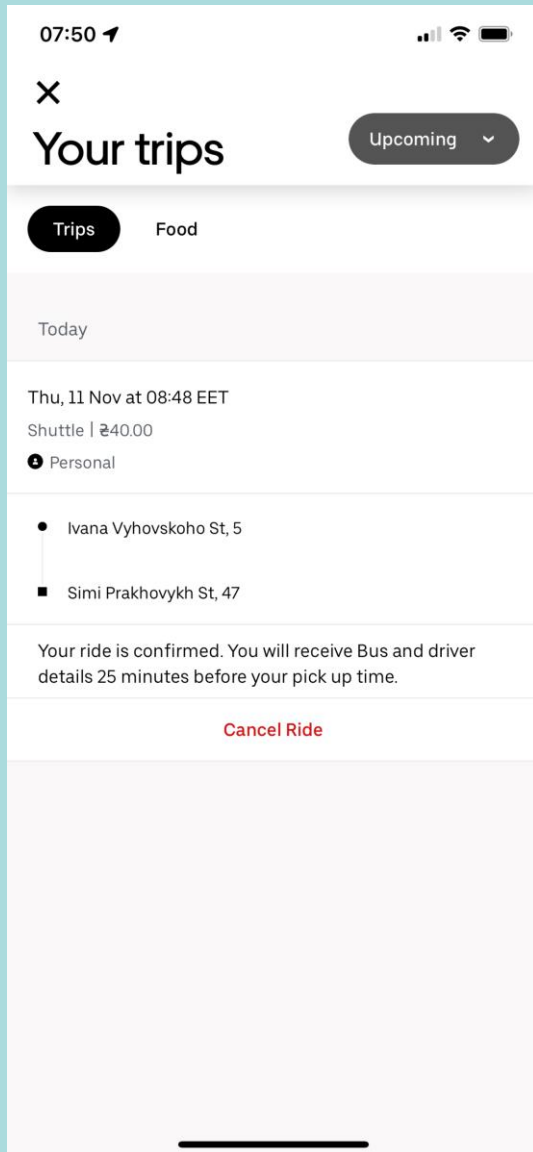 07:50
Your trips
Upcoming
Trips
Food
Today
Thu, 11 Nov at 08:48 EET
Shuttle | ₴40.00
Personal
Ivana Vyhovskoho St, 5
Simi Prakhovykh St, 47
Your ride is confirmed. You will receive Bus and driver
details 25 minutes before your pick up time.
Cancel Ride